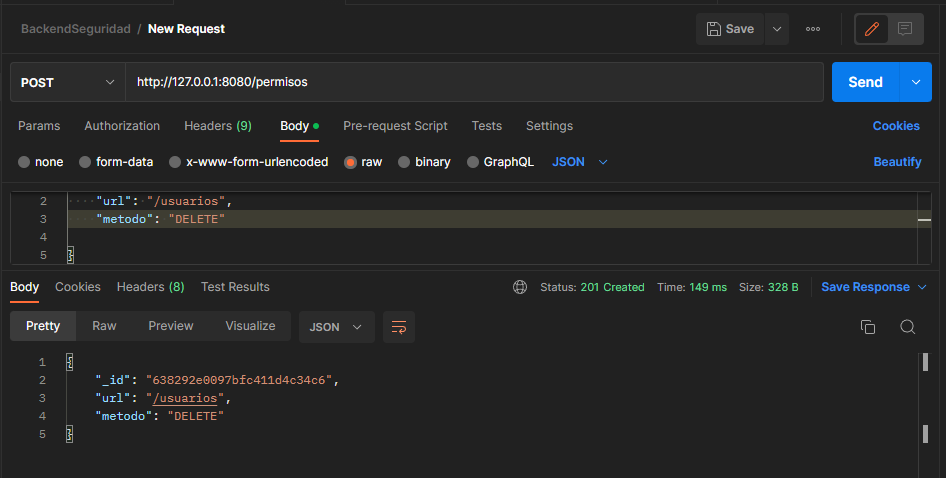 BackendSeguridad / New Request Save
POST http://127.0.0.1:8080/permisos Send
Params Authorization Headers (9) Body Pre-request Script Tests Settings Cookies
none form-data x-www-form-urlencoded raw binary GraphQL JSON Beautify
2 "url": "/usuarios",
3 "metodo": "DELETE"
4
5 }
Body Cookies Headers (8) Test Results Status: 201 Created Time: 149 ms Size: 328 B Save Response
Pretty Raw Preview Visualize JSON
1 {
2 "_id": "638292e0097bfc411d4c34c6",
3 "url": "/usuarios",
4 "metodo": "DELETE"
5 }